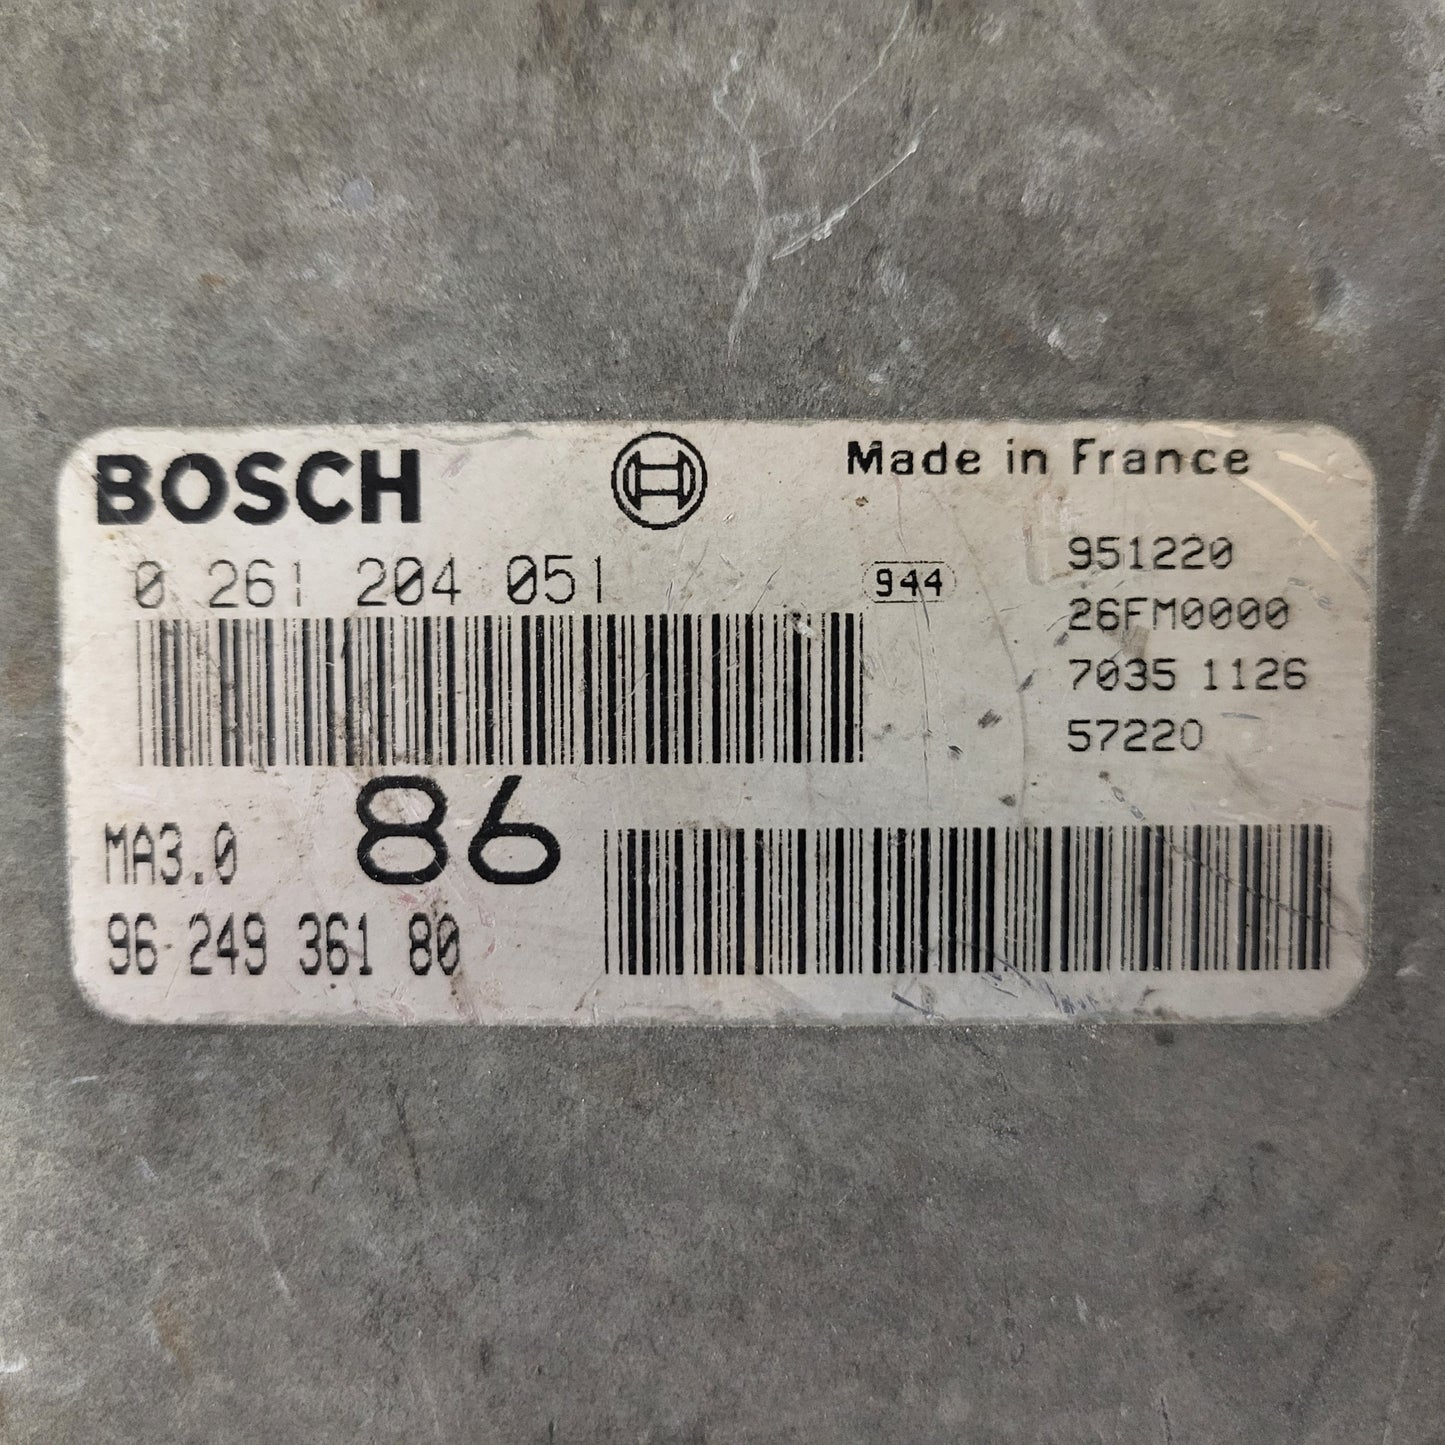 BOSCH
Made in France
0 261 204 051
944
951220
26FM0000
7035 1126
57220
MA3.0
86
96 249 361 80